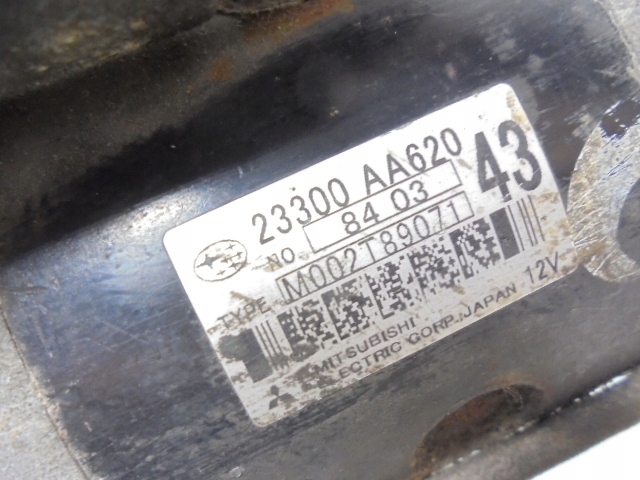 23300 AA620
43
NO. 84 03
TYPE M002T89071
MITSUBISHI
ELECTRIC CORP. JAPAN 12V